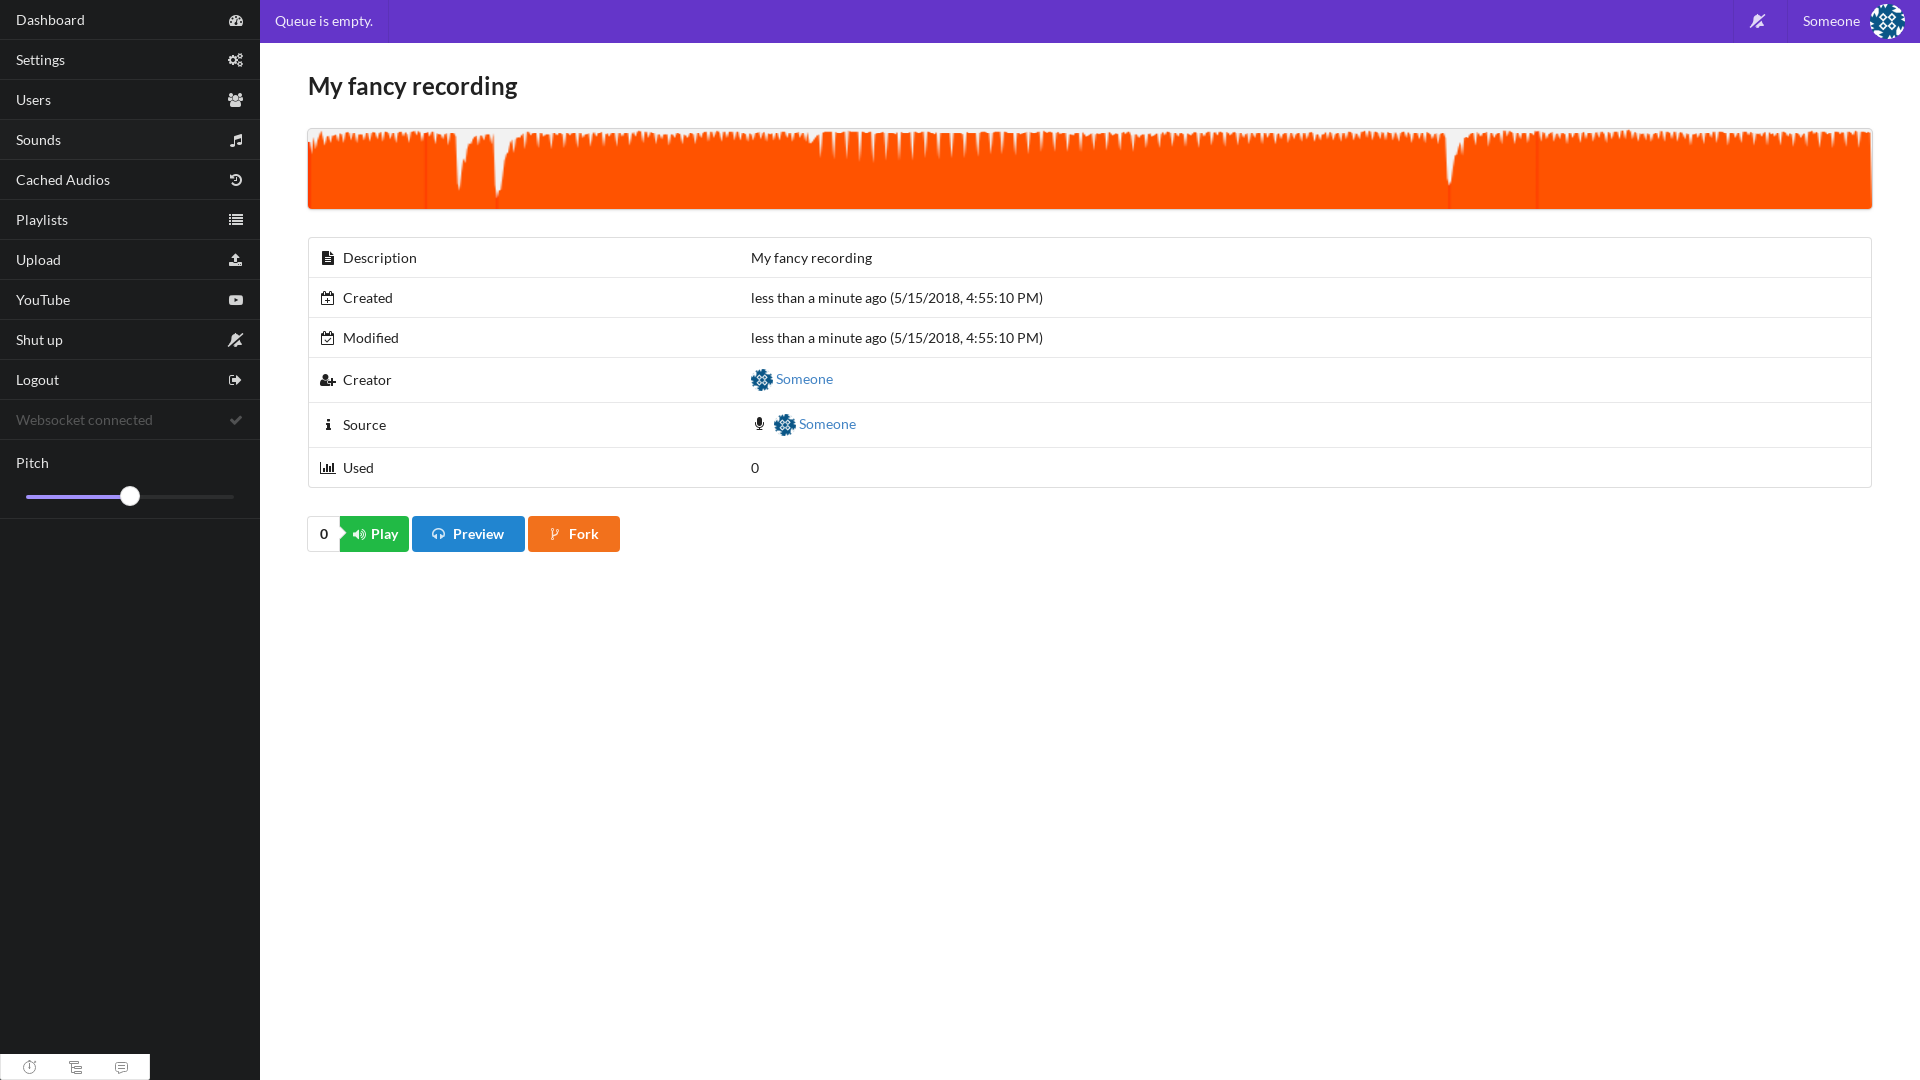 Dashboard
Settings
Users
Sounds
Cached Audios
Playlists
Upload
YouTube
Shut up
Logout
Websocket connected
Pitch
Queue is empty.
Someone
My fancy recording
Description My fancy recording
Created less than a minute ago (5/15/2018, 4:55:10 PM)
Modified less than a minute ago (5/15/2018, 4:55:10 PM)
Creator Someone
Source Someone
Used 0
0 Play Preview Fork